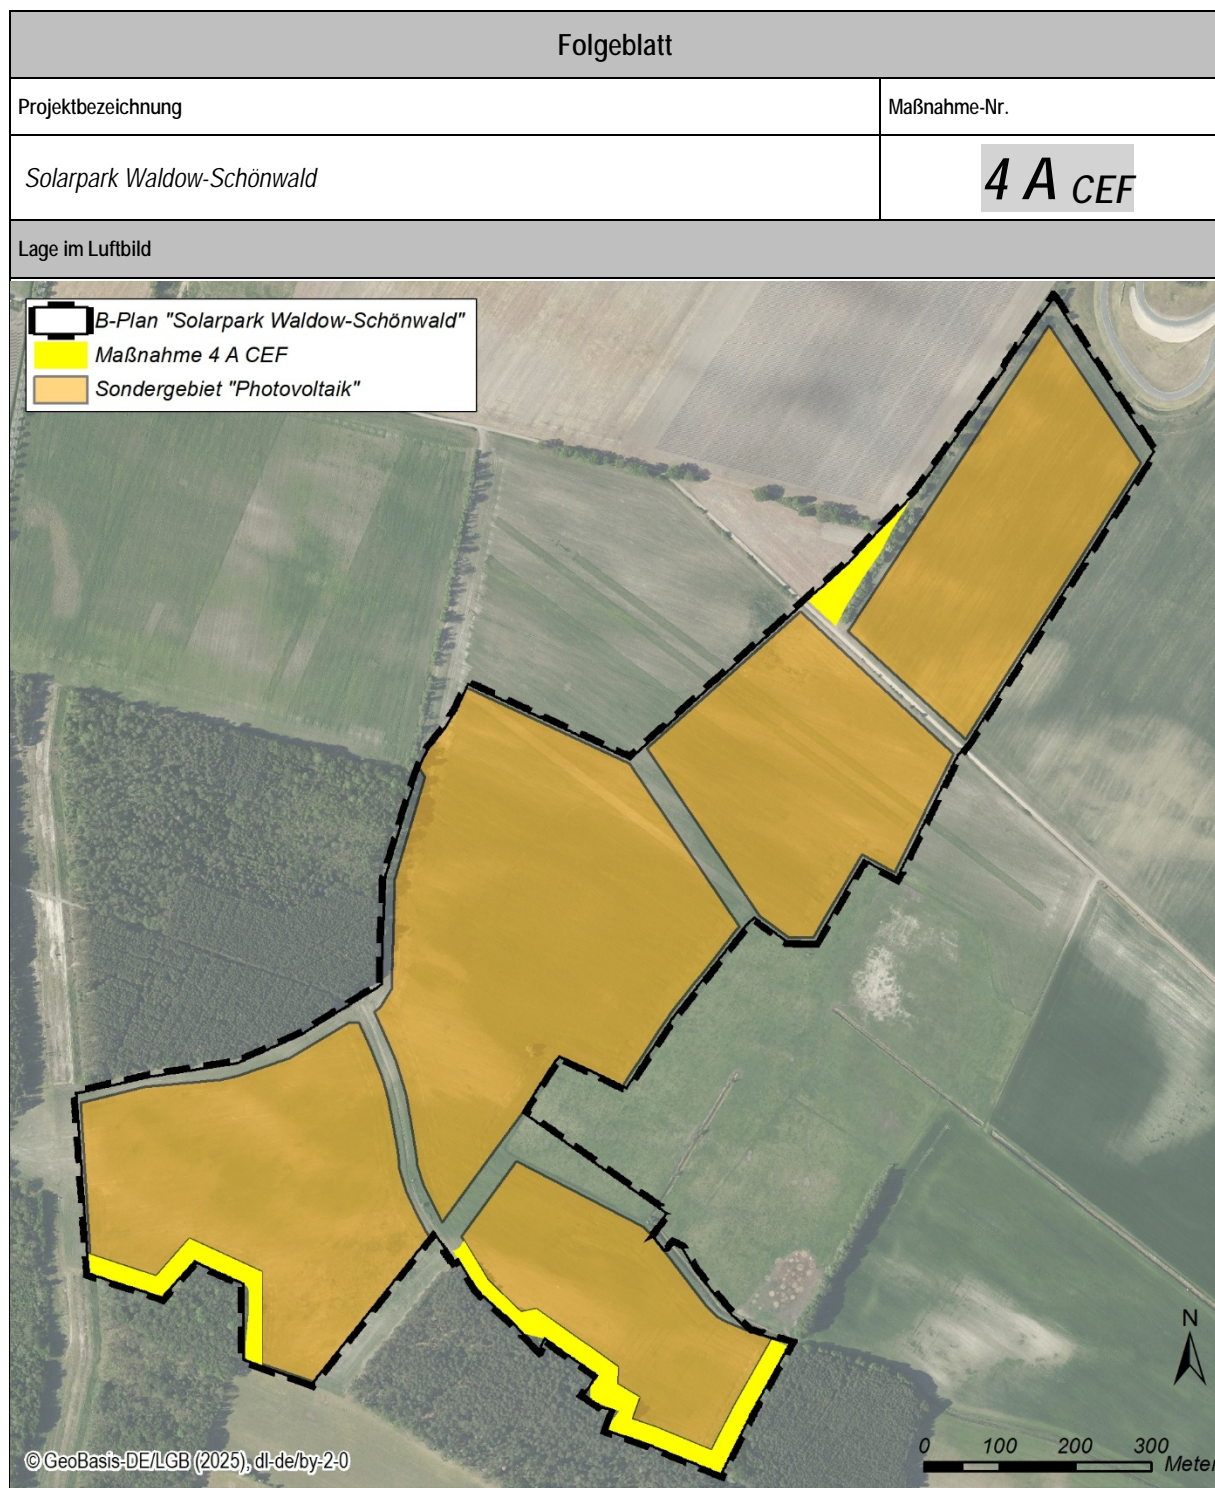 Folgeblatt
Projektbezeichnung
Maßnahme-Nr.
Solarpark Waldow-Schönwald
4 A CEF
Lage im Luftbild
B-Plan "Solarpark Waldow-Schönwald"
Maßnahme 4 A CEF
Sondergebiet "Photovoltaik"
N
0 100 200 300
Meter
© GeoBasis-DE/LGB (2025), dl-de/by-2-0